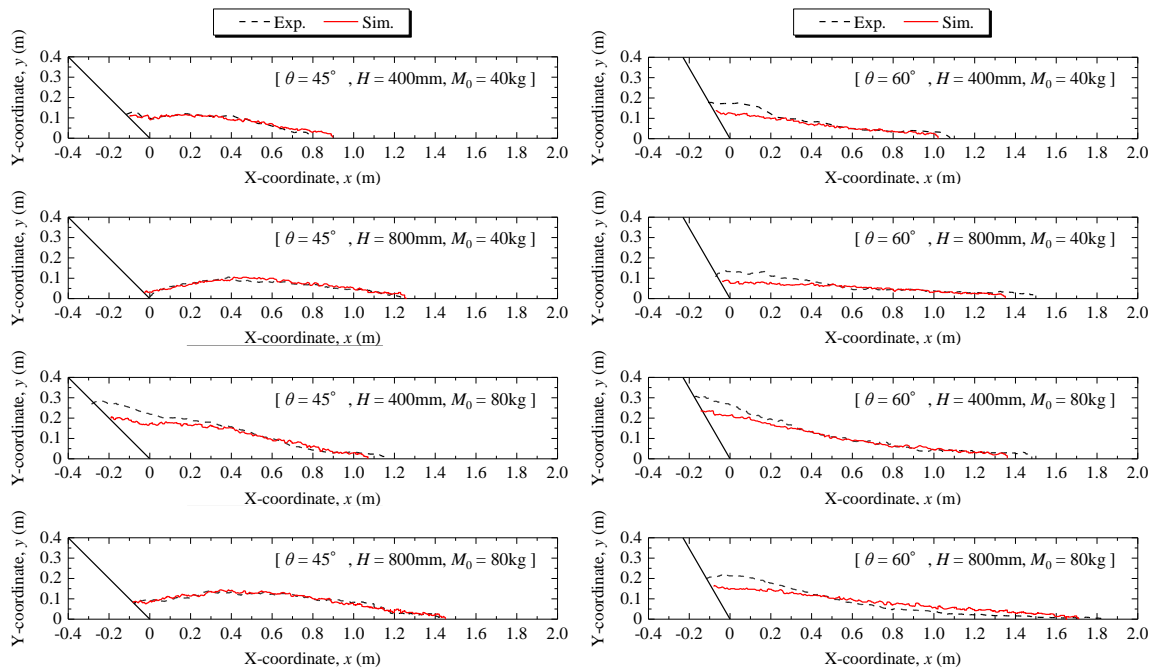 Exp. Sim.
Y-coordinate, y (m)
0.4
0.3
0.2
0.1
0
[ θ = 45° , H = 400mm, M0 = 40kg ]
-0.4 -0.2 0 0.2 0.4 0.6 0.8 1.0 1.2 1.4 1.6 1.8 2.0
X-coordinate, x (m)
Y-coordinate, y (m)
0.4
0.3
0.2
0.1
0
[ θ = 45° , H = 800mm, M0 = 40kg ]
-0.4 -0.2 0 0.2 0.4 0.6 0.8 1.0 1.2 1.4 1.6 1.8 2.0
X-coordinate, x (m)
Y-coordinate, y (m)
0.4
0.3
0.2
0.1
0
[ θ = 45° , H = 400mm, M0 = 80kg ]
-0.4 -0.2 0 0.2 0.4 0.6 0.8 1.0 1.2 1.4 1.6 1.8 2.0
X-coordinate, x (m)
Y-coordinate, y (m)
0.4
0.3
0.2
0.1
0
[ θ = 45° , H = 800mm, M0 = 80kg ]
-0.4 -0.2 0 0.2 0.4 0.6 0.8 1.0 1.2 1.4 1.6 1.8 2.0
X-coordinate, x (m)
Exp. Sim.
Y-coordinate, y (m)
0.4
0.3
0.2
0.1
0
[ θ = 60° , H = 400mm, M0 = 40kg ]
-0.4 -0.2 0 0.2 0.4 0.6 0.8 1.0 1.2 1.4 1.6 1.8 2.0
X-coordinate, x (m)
Y-coordinate, y (m)
0.4
0.3
0.2
0.1
0
[ θ = 60° , H = 800mm, M0 = 40kg ]
-0.4 -0.2 0 0.2 0.4 0.6 0.8 1.0 1.2 1.4 1.6 1.8 2.0
X-coordinate, x (m)
Y-coordinate, y (m)
0.4
0.3
0.2
0.1
0
[ θ = 60° , H = 400mm, M0 = 80kg ]
-0.4 -0.2 0 0.2 0.4 0.6 0.8 1.0 1.2 1.4 1.6 1.8 2.0
X-coordinate, x (m)
Y-coordinate, y (m)
0.4
0.3
0.2
0.1
0
[ θ = 60° , H = 800mm, M0 = 80kg ]
-0.4 -0.2 0 0.2 0.4 0.6 0.8 1.0 1.2 1.4 1.6 1.8 2.0
X-coordinate, x (m)